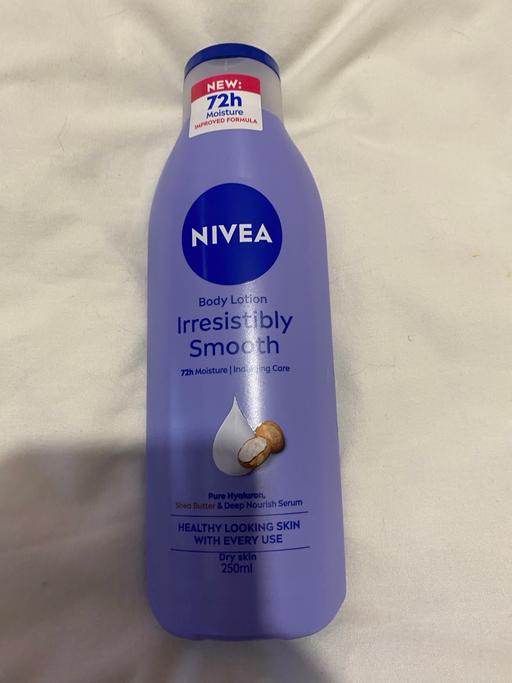 NEW:
72h
Moisture
IMPROVED FORMULA
NIVEA
Body Lotion
Irresistibly
Smooth
72h Moisture | Indulging Care
Pure Hyaluron,
Shea Butter & Deep Nourish Serum
HEALTHY LOOKING SKIN
WITH EVERY USE
Dry skin
250ml